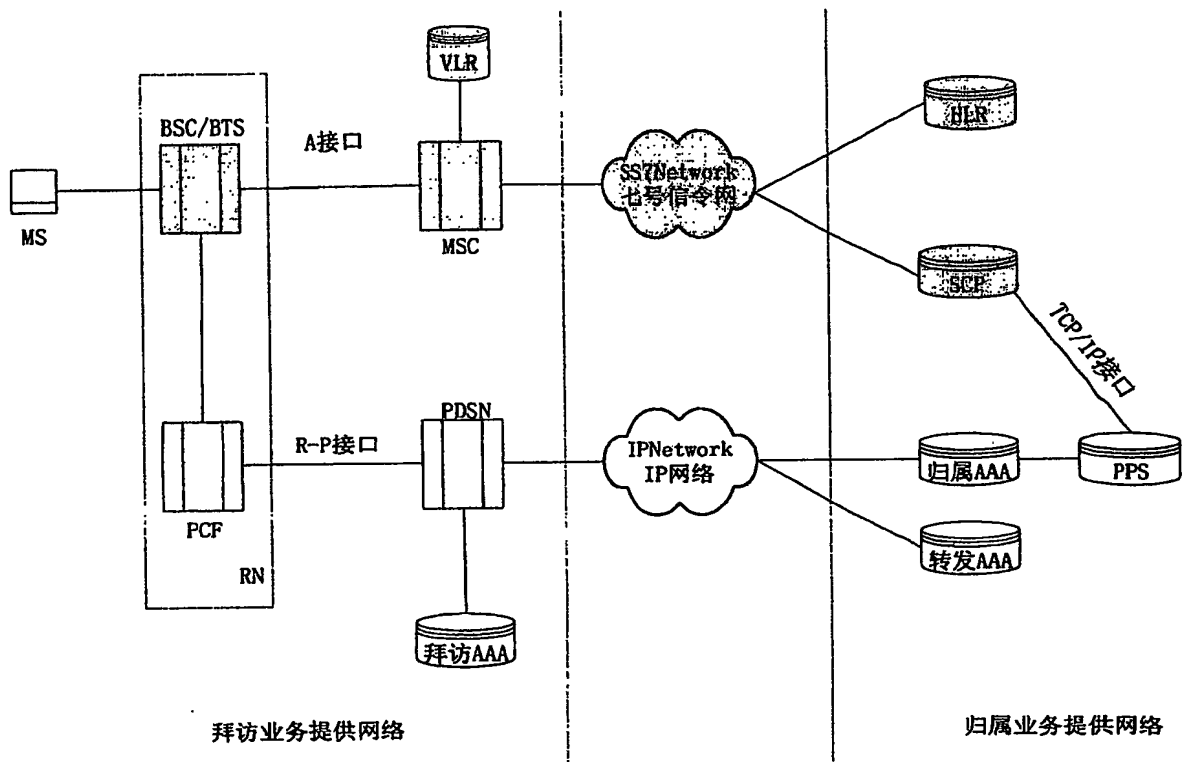 VLR
BSC/BTS
A接口
HLR
SS7Network
七号信令网
MS
MSC
SCP
TCP/IP接口
PDSN
R-P接口
IPNetwork
IP网络
归属AAA
PPS
PCF
转发AAA
RN
拜访AAA
拜访业务提供网络
归属业务提供网络